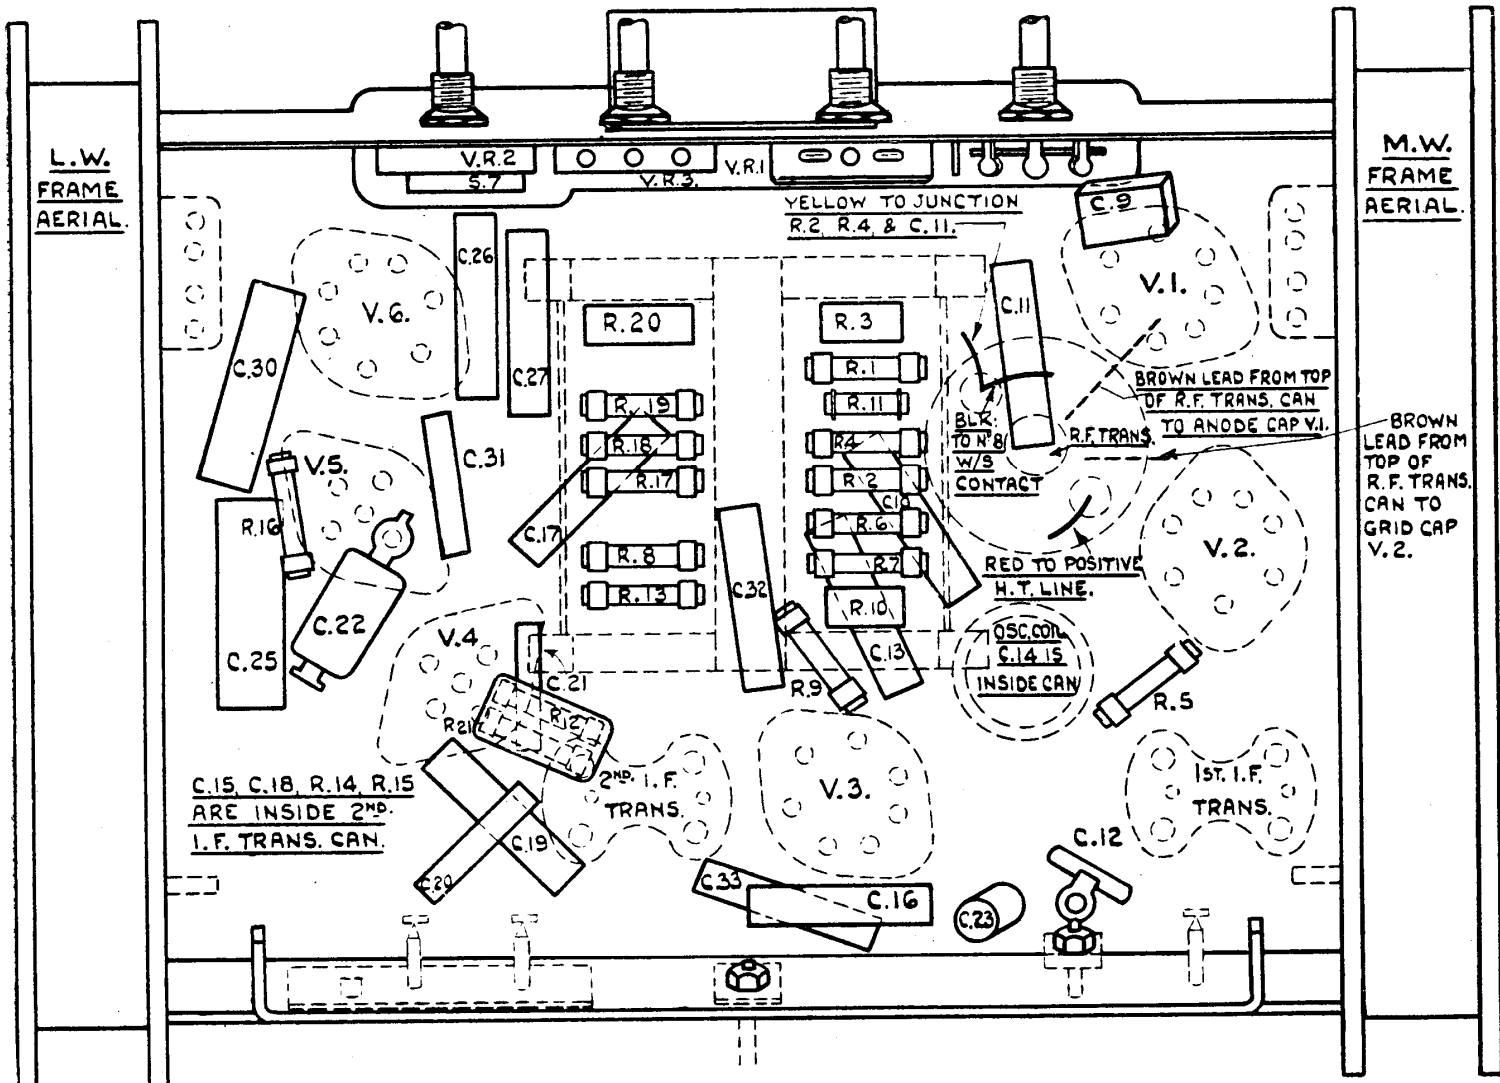 L.W.
FRAME
AERIAL.
M.W.
FRAME
AERIAL.
V.R.2
S.7
V.R.3.
V.R.1
YELLOW TO JUNCTION
R.2, R.4, & C.11.
C.9
V.1.
C.26
C.27
C.11
V.6.
C.30
R.20
R.3
R.1
R.19
R.11
R.18
R4
R.17
R.2
C.10
R.6
R.8
R.7
R.13
R.10
BROWN LEAD FROM TOP
OF R.F. TRANS. CAN
TO ANODE CAP V.1.
BLK.
TO Nº8
W/S
CONTACT
R.F. TRANS.
BROWN
LEAD FROM
TOP OF
R.F. TRANS.
CAN TO
GRID CAP
V.2.
V.5.
C.31
R.16
C.17
C.32
V.2.
RED TO POSITIVE
H.T. LINE.
C.22
C.25
V.4
C.21
R.9
C.13
OSC. COIL
C.14 IS
INSIDE CAN
R.5
R21
R.12
C.15, C.18, R.14, R.15
ARE INSIDE 2ND.
I.F. TRANS. CAN.
2ND. I.F.
TRANS.
V.3.
1ST. I.F.
TRANS.
C.19
C.20
C.12
C.33
C.16
C.23